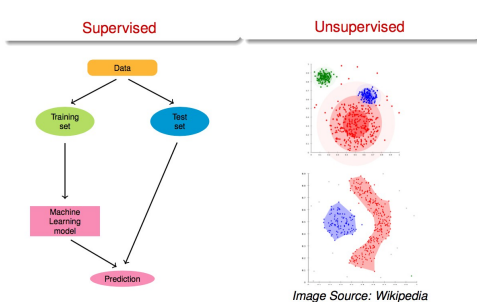 Supervised
Unsupervised
Data
Training
set
Test
set
Machine
Learning
model
Prediction
Image Source: Wikipedia